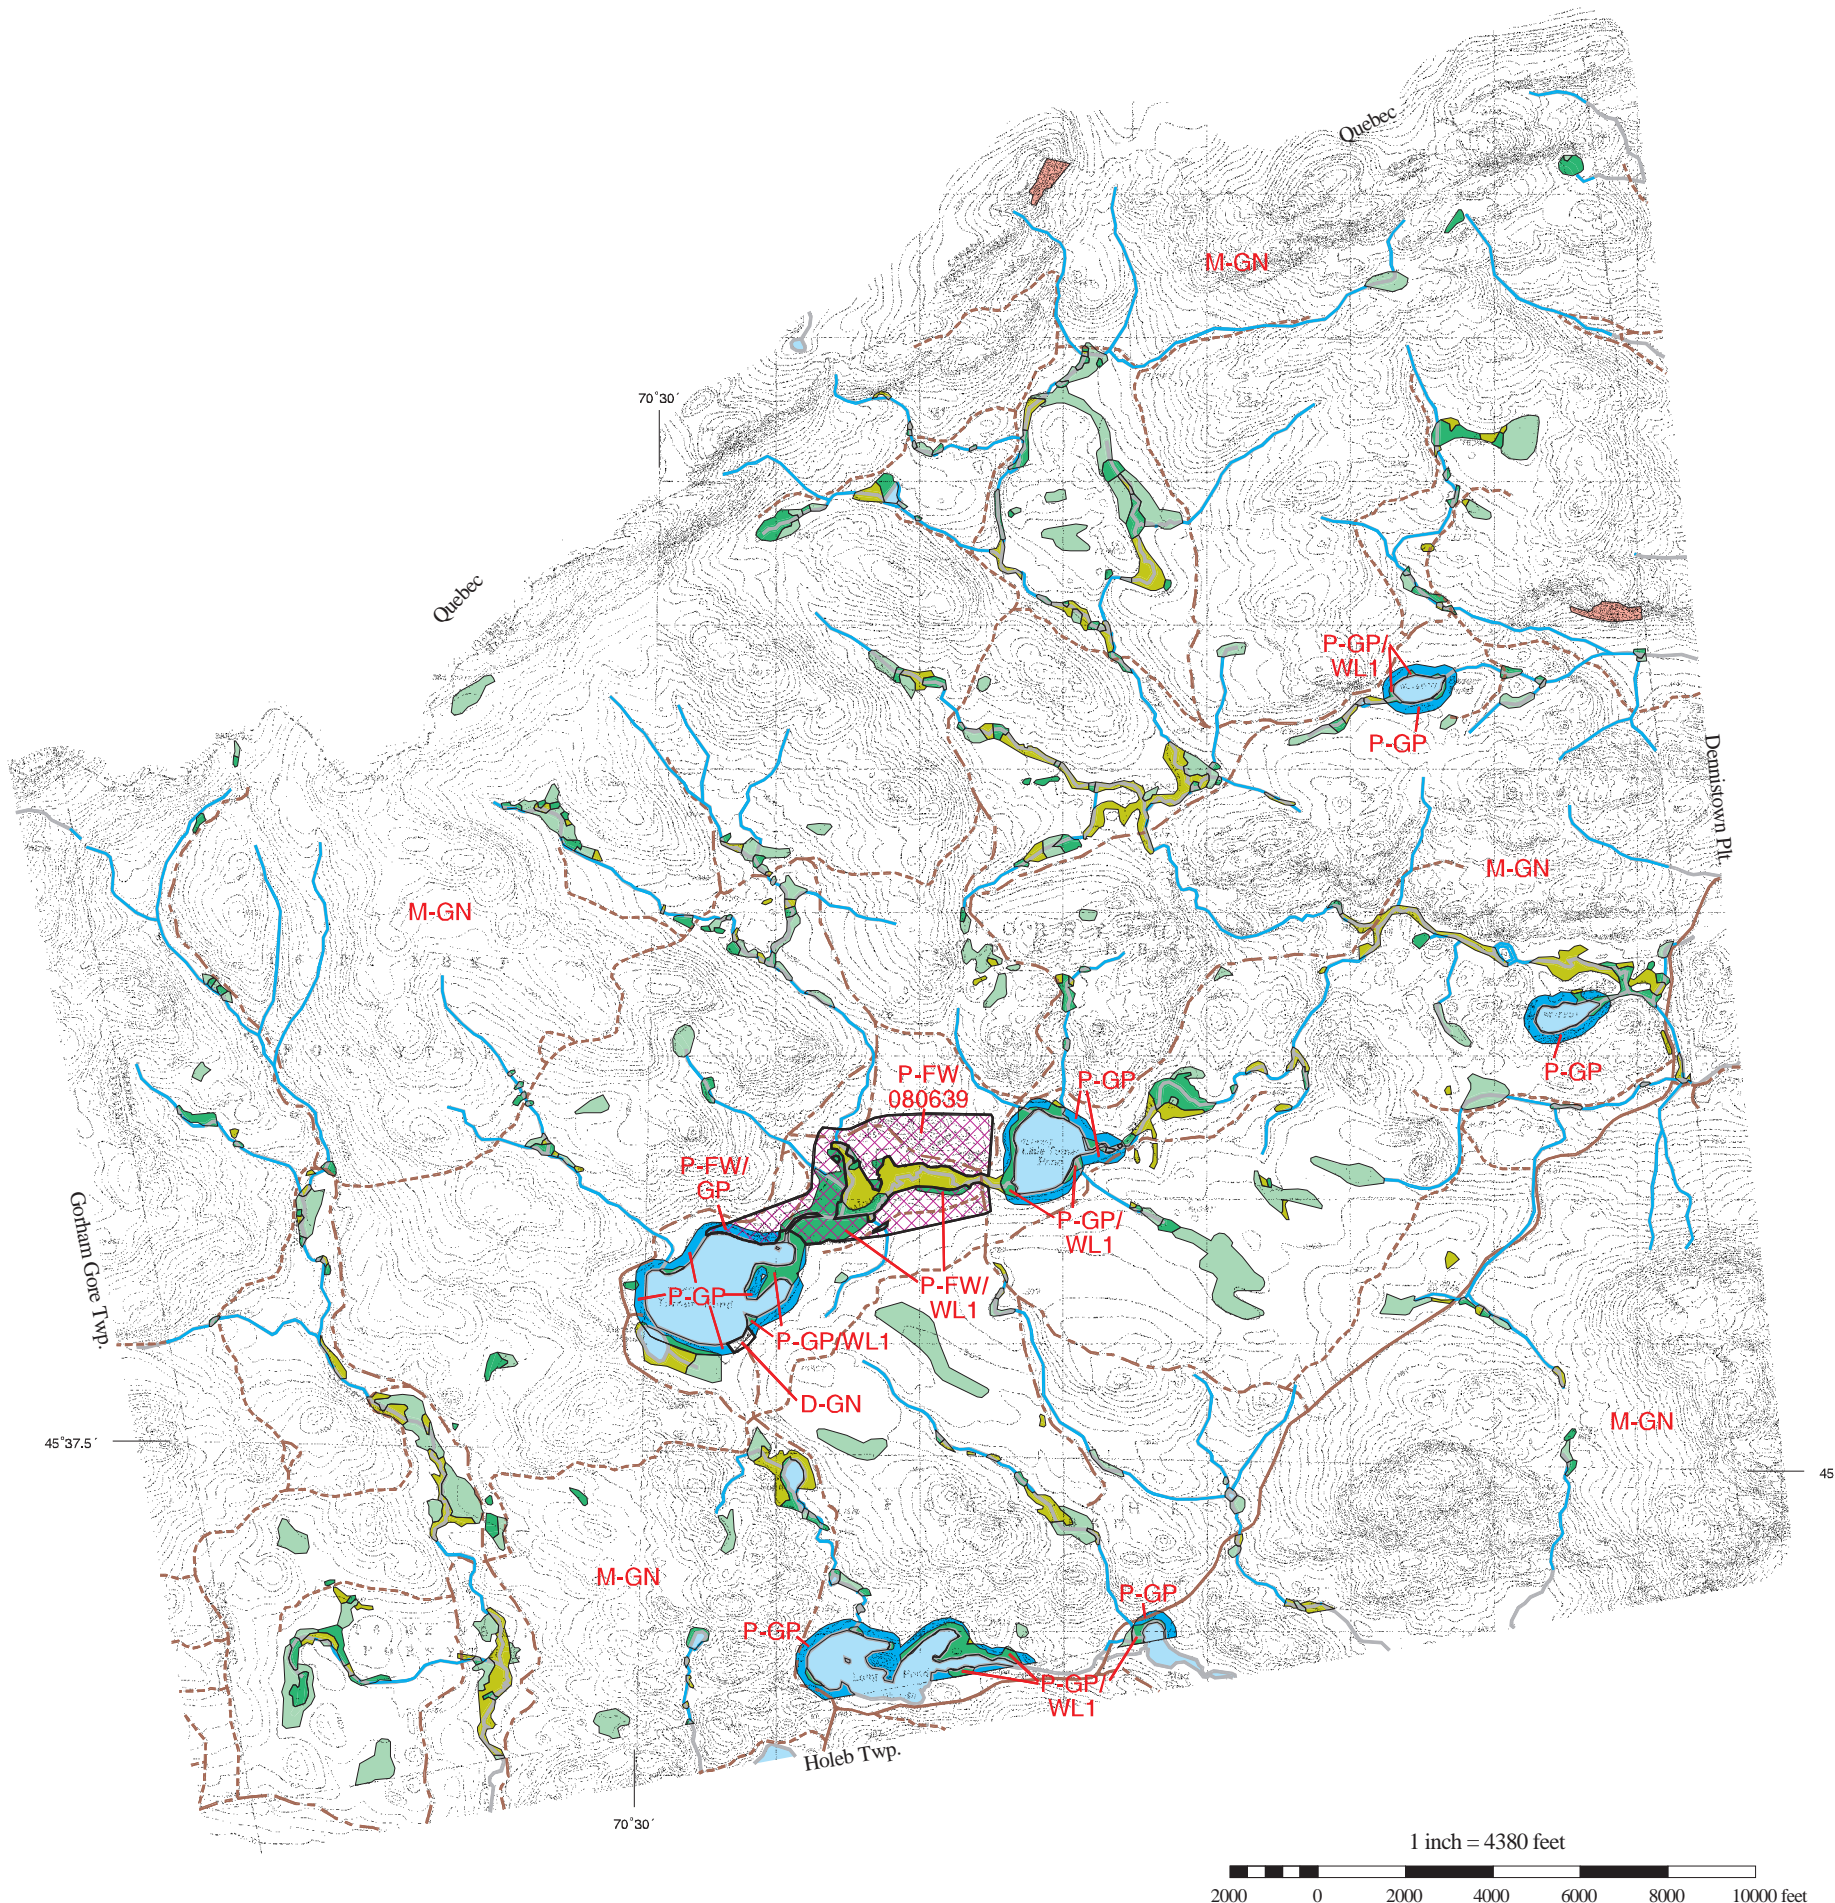 Quebec
M-GN
70°30´
Quebec
P-GP/
WL1
P-GP
Dennistown Plt.
M-GN
M-GN
P-FW
080639
P-GP
P-GP
P-FW/
GP
Gorham Gore Twp.
P-GP/
WL1
P-FW/
WL1
P-GP
P-GP/WL1
D-GN
M-GN
45°37.5´
45
M-GN
P-GP
P-GP
P-GP/
WL1
Holeb Twp.
70°30´
1 inch = 4380 feet
2000 0 2000 4000 6000 8000 10000 feet